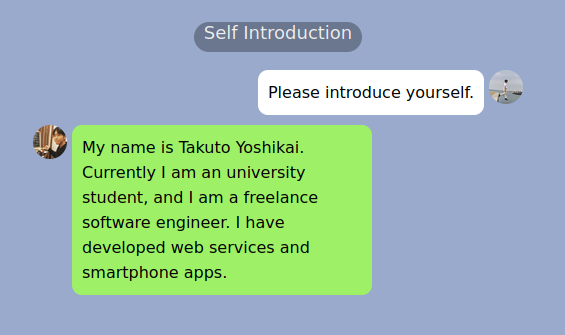 Self Introduction
Please introduce yourself.
My name is Takuto Yoshikai.
Currently I am an university
student, and I am a freelance
software engineer. I have
developed web services and
smartphone apps.